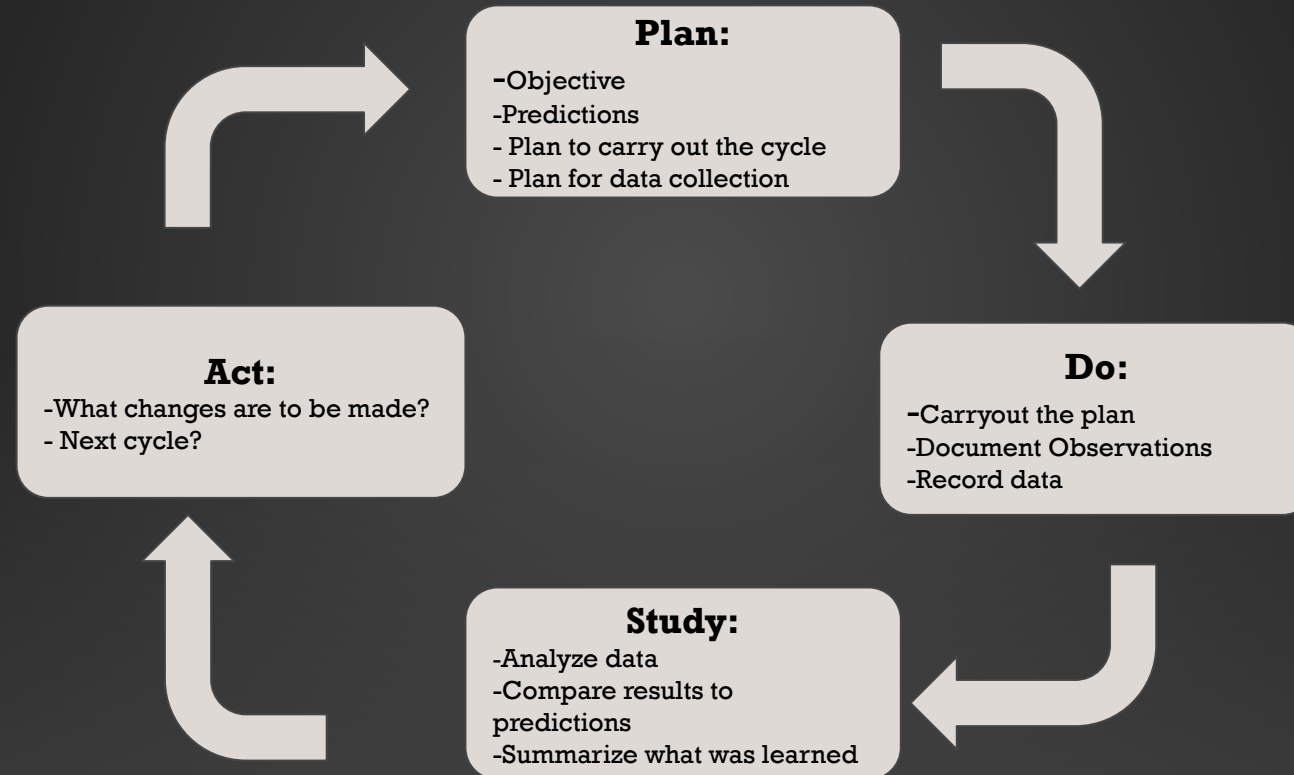 Plan:
-Objective
-Predictions
- Plan to carry out the cycle
- Plan for data collection
Do:
-Carryout the plan
-Document Observations
-Record data
Study:
-Analyze data
-Compare results to
predictions
-Summarize what was learned
Act:
-What changes are to be made?
- Next cycle?